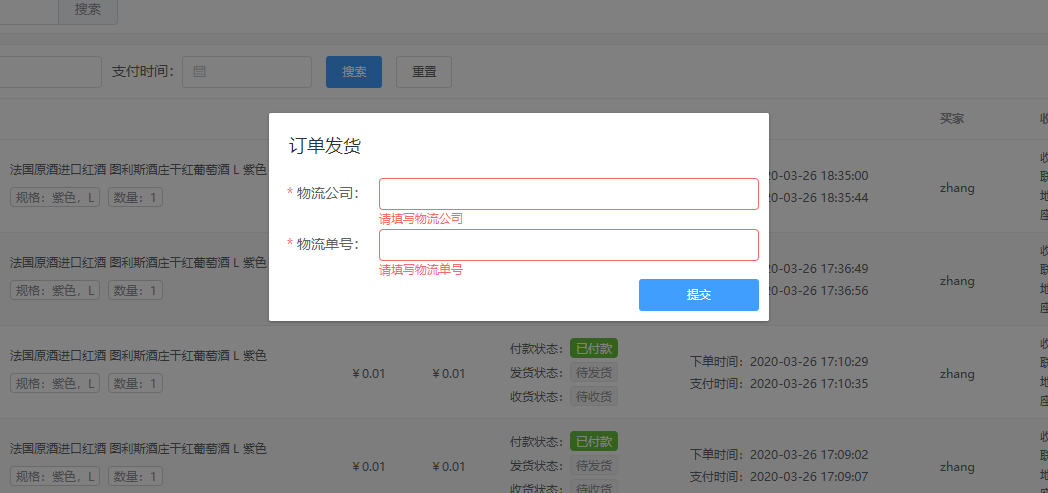 搜索
支付时间：
搜索 重置
买家
订单发货
* 物流公司：
请填写物流公司
* 物流单号：
请填写物流单号
提交
法国原酒进口红酒 图利斯酒庄干红葡萄酒 L 紫色
规格：紫色，L 数量：1
20-03-26 18:35:00
20-03-26 18:35:44
zhang
法国原酒进口红酒 图利斯酒庄干红葡萄酒 L 紫色
规格：紫色，L 数量：1
20-03-26 17:36:49
20-03-26 17:36:56
zhang
法国原酒进口红酒 图利斯酒庄干红葡萄酒 L 紫色
规格：紫色，L 数量：1
￥0.01 ￥0.01
付款状态：已付款
发货状态：待发货
收货状态：待收货
下单时间：2020-03-26 17:10:29
支付时间：2020-03-26 17:10:35
zhang
法国原酒进口红酒 图利斯酒庄干红葡萄酒 L 紫色
规格：紫色，L 数量：1
￥0.01 ￥0.01
付款状态：已付款
发货状态：待发货
收货状态：待收货
下单时间：2020-03-26 17:09:02
支付时间：2020-03-26 17:09:07
zhang